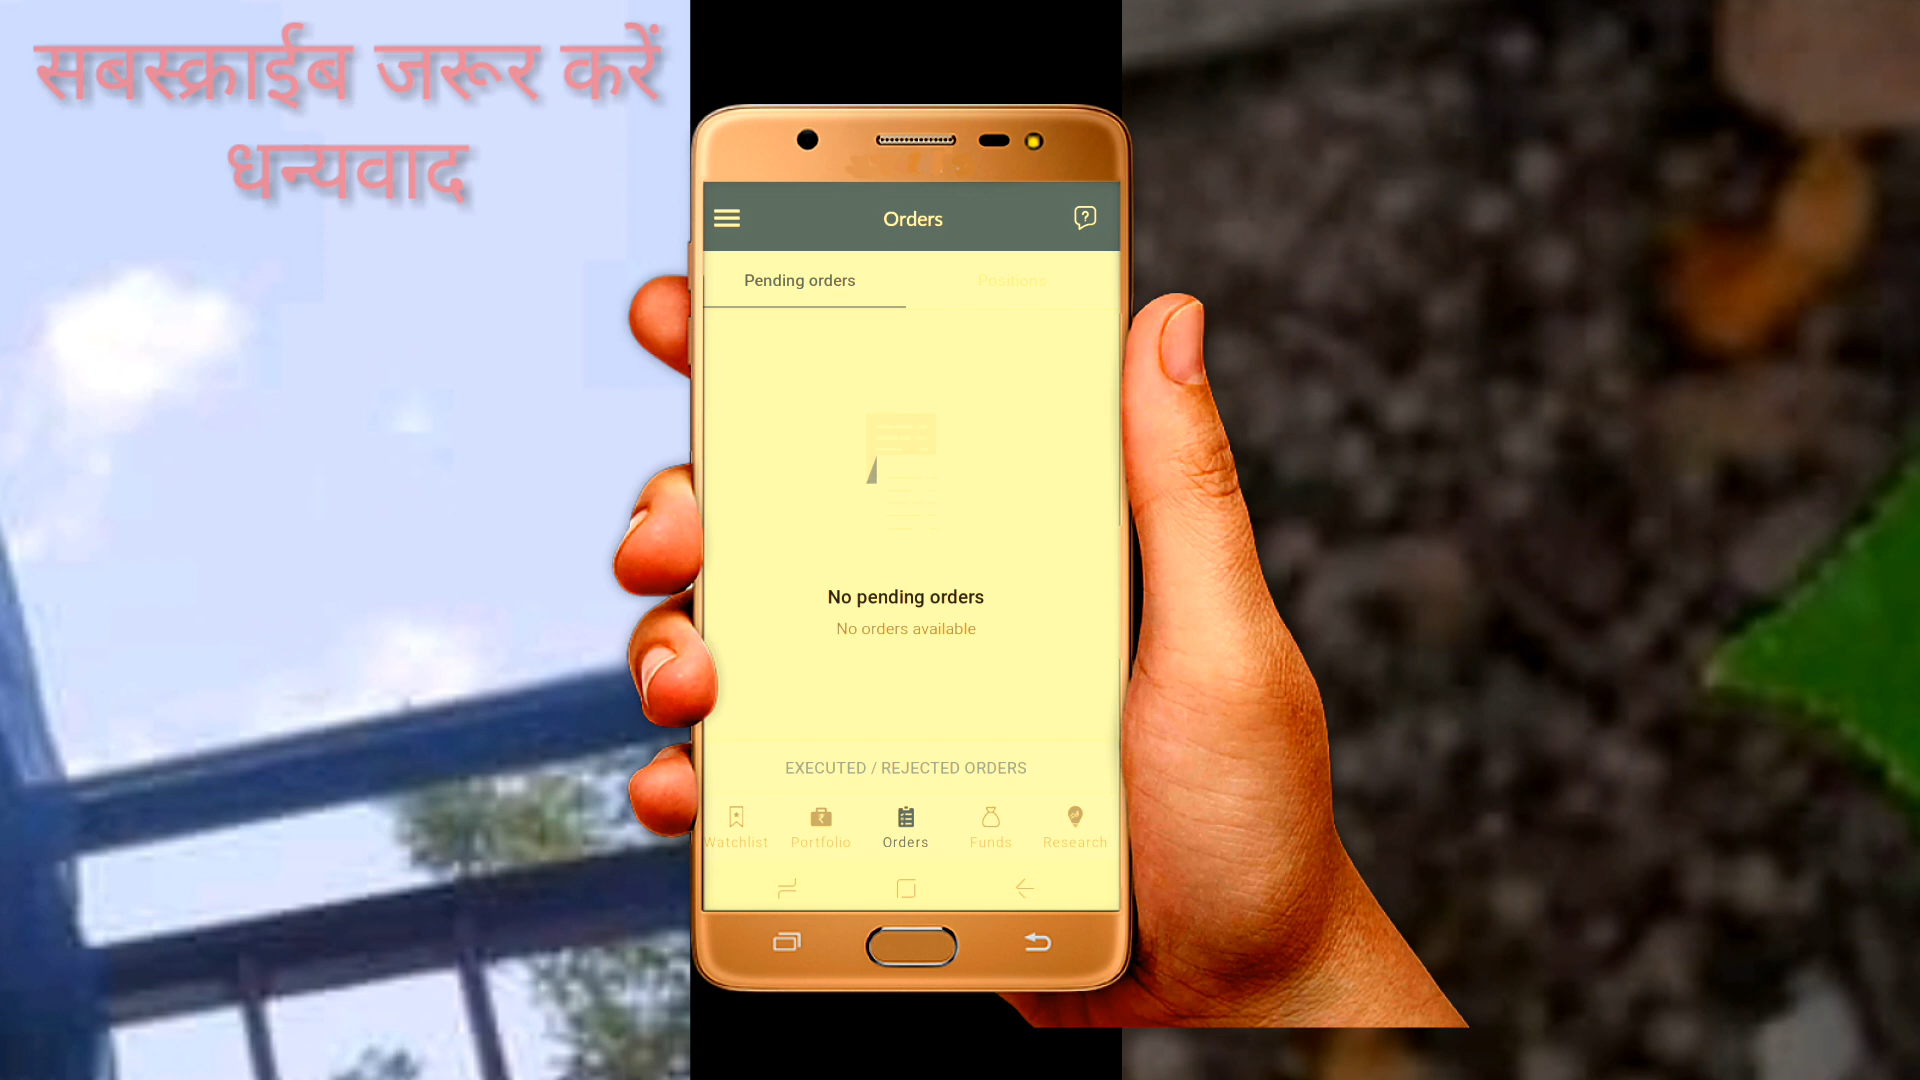 सबस्क्राईब जरूर करें
धन्यवाद
Orders
Pending orders
Positions
No pending orders
No orders available
EXECUTED / REJECTED ORDERS
Watchlist
Portfolio
Orders
Funds
Research